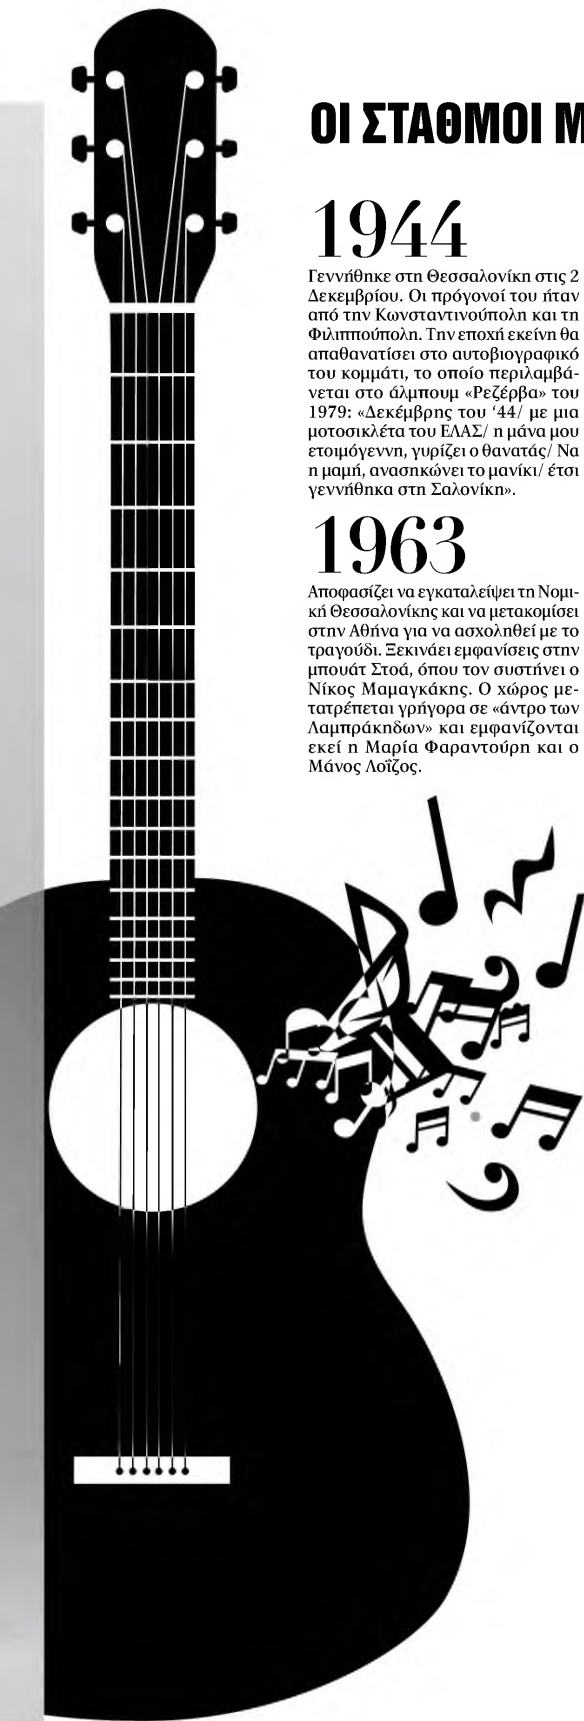 ΟΙ ΣΤΑΘΜΟΙ
1944
Γεννήθηκε στη Θεσσαλονίκη στις 2
Δεκεμβρίου. Οι πρόγονοί του ήταν
από την Κωνσταντινούπολη και τη
Φιλιππούπολη. Την εποχή εκείνη θα
απαθανατίσει στο αυτοβιογραφικό
του κομμάτι, το οποίο περιλαμβά-
νεται στο άλμπουμ «Ρεζέρβα» του
1979: «Δεκέμβρης του ‘44/ με μια
μοτοσικλέτα του ΕΛΑΣ/ η μάνα μου
ετοιμόγεννη, γυρίζει ο θανατάς/ Να
η μαμή, ανασηκώνει το μανίκι/ έτσι
γεννήθηκα στη Σαλονίκη».
1963
Αποφασίζει να εγκαταλείψει τη Νομι-
κή Θεσσαλονίκης και να μετακομίσει
στην Αθήνα για να ασχοληθεί με το
τραγούδι. Ξεκινάει εμφανίσεις στην
μπουάτ Στοά, όπου τον συστήνει ο
Νίκος Μαμαγκάκης. Ο χώρος με-
τατρέπεται γρήγορα σε «άντρο των
Λαμπράκηδων» και εμφανίζονται
εκεί η Μαρία Φαραντούρη και ο
Μάνος Λοΐζος.